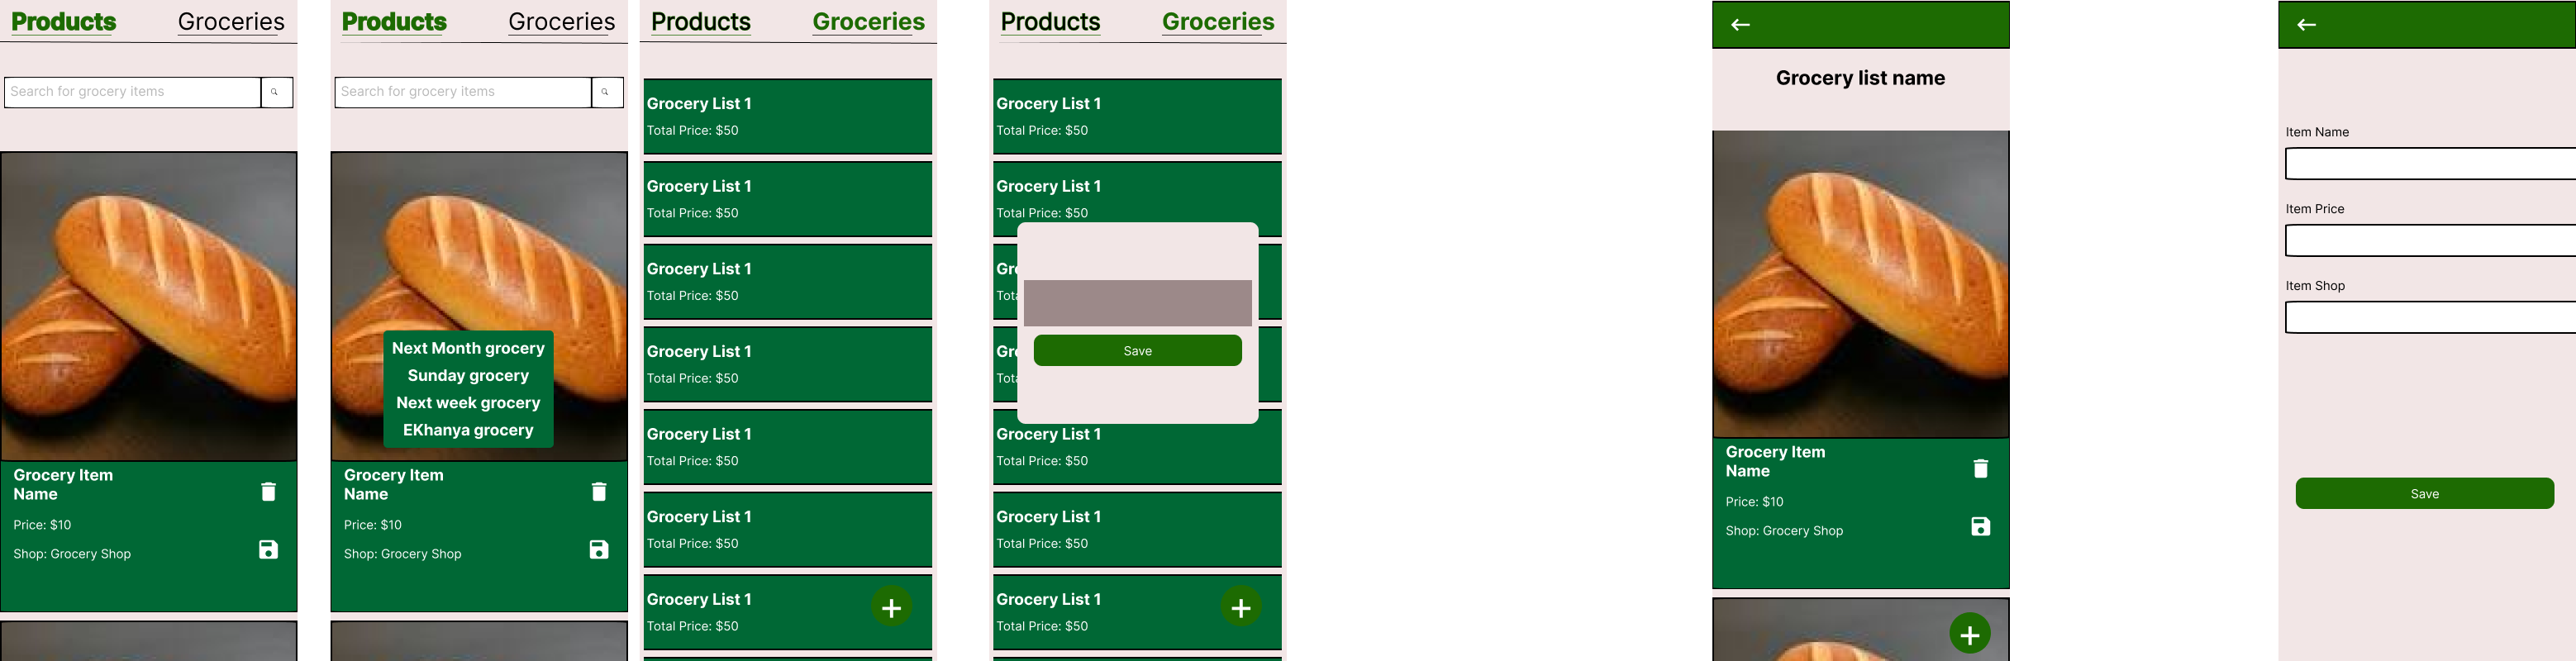 Products
Groceries
Search for grocery items
Grocery Item
Name
Price: $10
Shop: Grocery Shop
Products
Groceries
Search for grocery items
Next Month grocery
Sunday grocery
Next week grocery
EKhanya grocery
Grocery Item
Name
Price: $10
Shop: Grocery Shop
Products
Groceries
Grocery List 1
Total Price: $50
Grocery List 1
Total Price: $50
Grocery List 1
Total Price: $50
Grocery List 1
Total Price: $50
Grocery List 1
Total Price: $50
Grocery List 1
Total Price: $50
Grocery List 1
Total Price: $50
Products
Groceries
Grocery List 1
Total Price: $50
Grocery List 1
Total Price: $50
Gro
Tota
Save
Gro
Tota
Grocery List 1
Total Price: $50
Grocery List 1
Total Price: $50
Grocery List 1
Total Price: $50
Grocery list name
Grocery Item
Name
Price: $10
Shop: Grocery Shop
Item Name
Item Price
Item Shop
Save